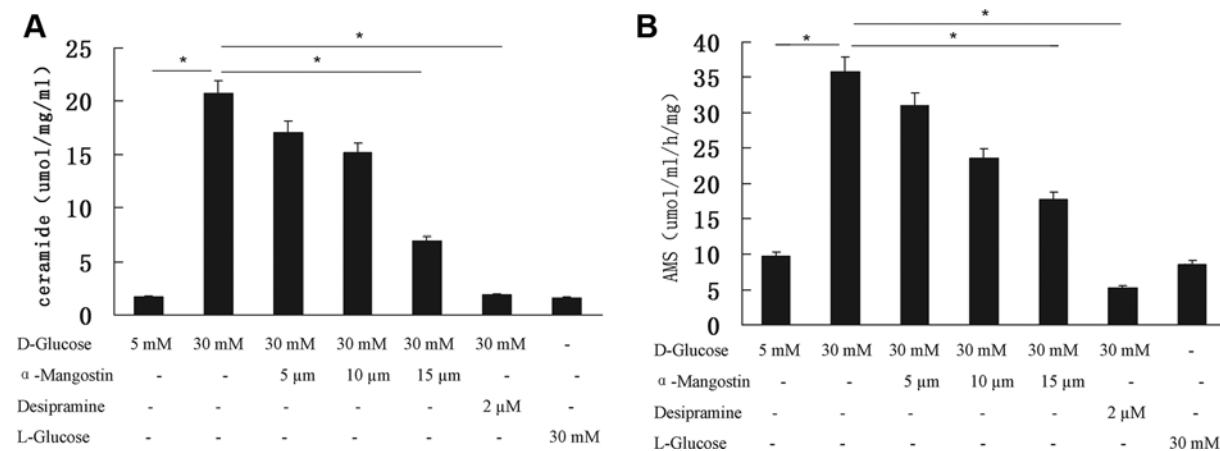 A
B
*
*
*
*
*
*
ceramide (umol/mg/ml)
25
20
15
10
5
0
AMS (umol/ml/h/mg)
40
35
30
25
20
15
10
5
0
D-Glucose 5 mM 30 mM 30 mM 30 mM 30 mM 30 mM -
α-Mangostin - - 5 μm 10 μm 15 μm - -
Desipramine - - - - - 2 μM -
L-Glucose - - - - - - 30 mM
D-Glucose 5 mM 30 mM 30 mM 30 mM 30 mM 30 mM -
α-Mangostin - - 5 μm 10 μm 15 μm - -
Desipramine - - - - - 2 μM -
L-Glucose - - - - - - 30 mM